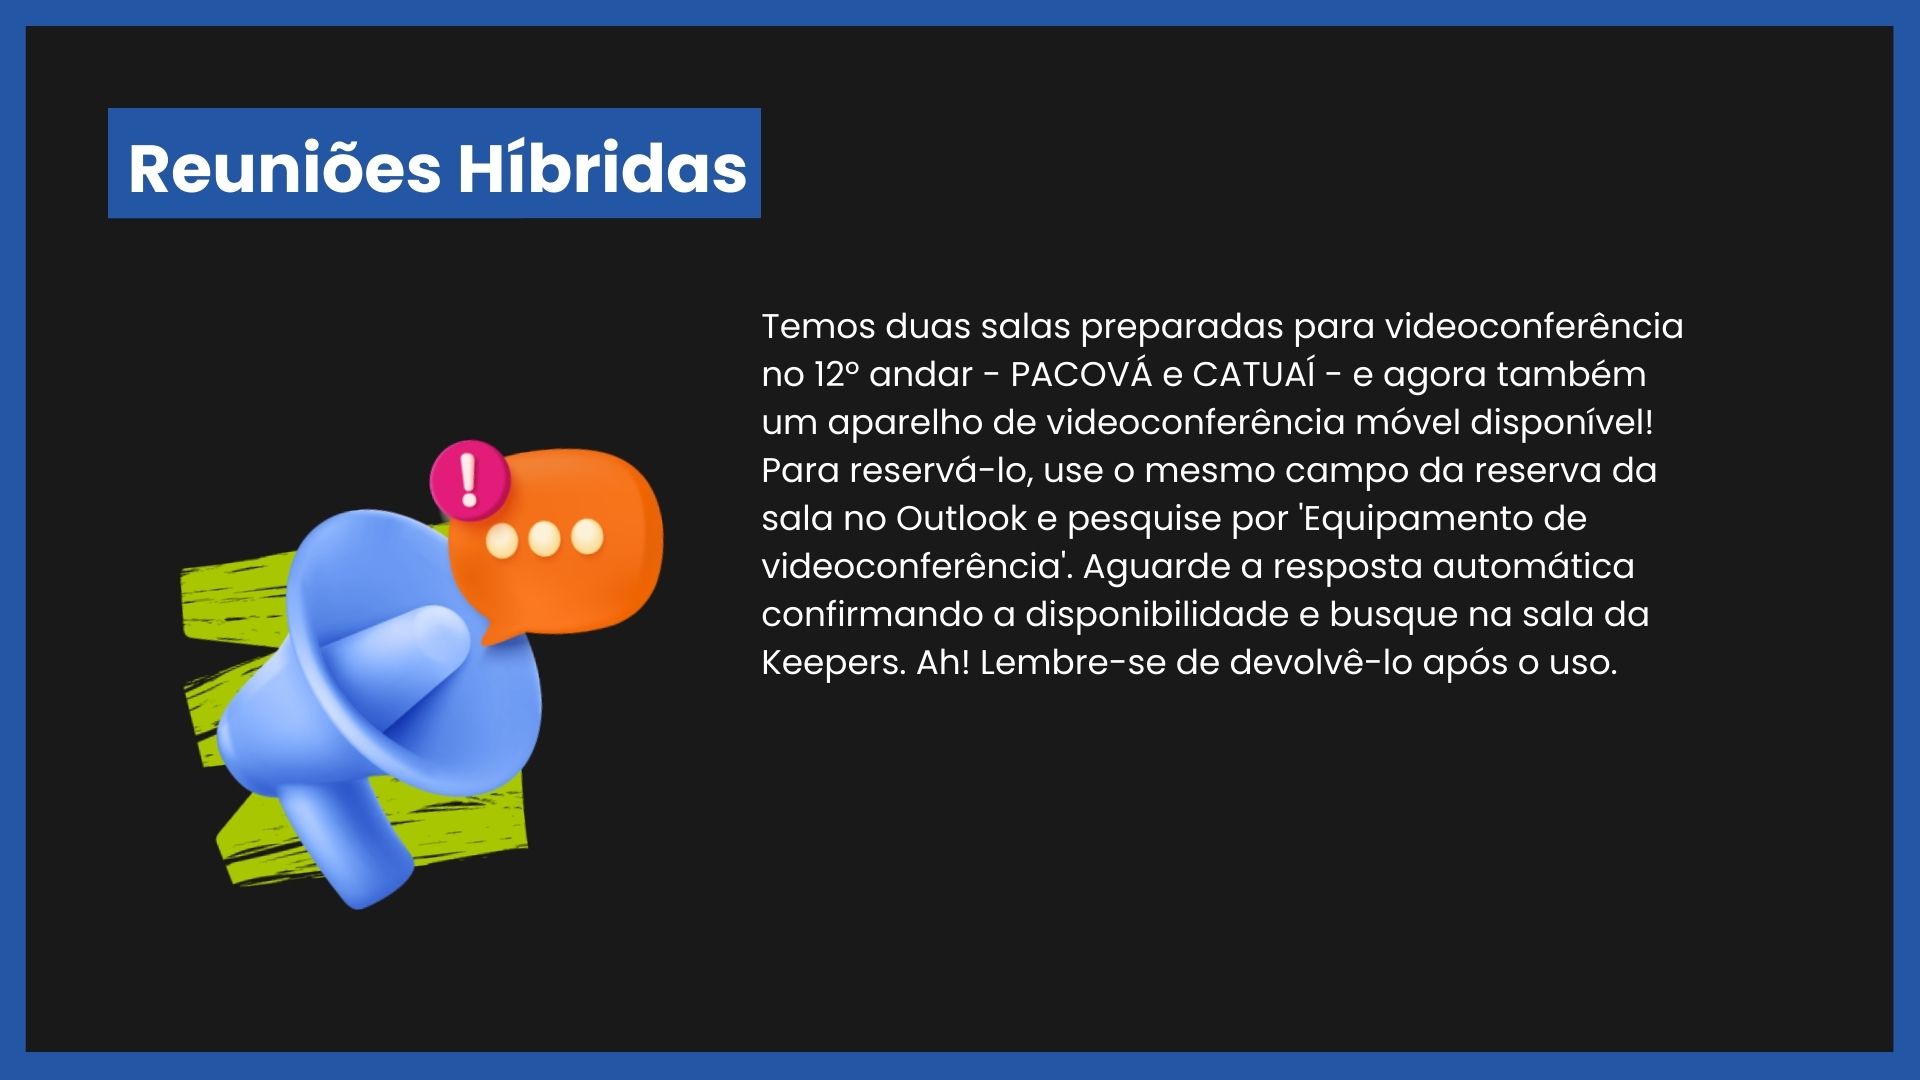 Reuniões Híbridas
Temos duas salas preparadas para videoconferência
no 12º andar - PACOVÁ e CATUAÍ - e agora também
um aparelho de videoconferência móvel disponível!
Para reservá-lo, use o mesmo campo da reserva da
sala no Outlook e pesquise por 'Equipamento de
videoconferência'. Aguarde a resposta automática
confirmando a disponibilidade e busque na sala da
Keepers. Ah! Lembre-se de devolvê-lo após o uso.